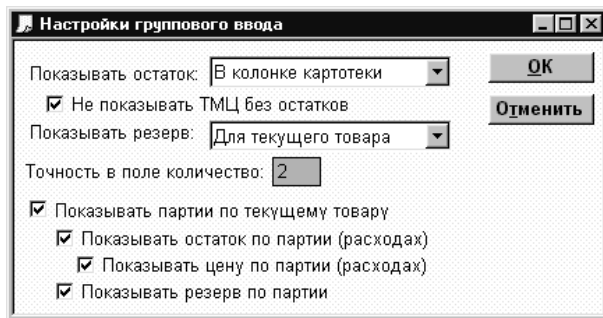 Настройки группового ввода
Показывать остаток: В колонке картотеки
ОК
Не показывать ТМЦ без остатков
Отменить
Показывать резерв: Для текущего товара
Точность в поле количество: 2
Показывать партии по текущему товару
Показывать остаток по партии (расходах)
Показывать цену по партии (расходах)
Показывать резерв по партии